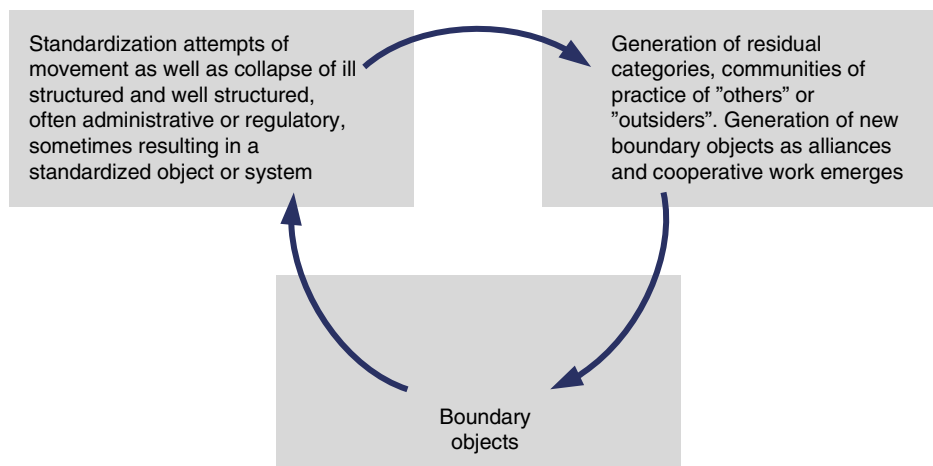 Standardization attempts of
movement as well as collapse of ill
structured and well structured,
often administrative or regulatory,
sometimes resulting in a
standardized object or system
Generation of residual
categories, communities of
practice of ”others” or
”outsiders”. Generation of new
boundary objects as alliances
and cooperative work emerges
Boundary
objects